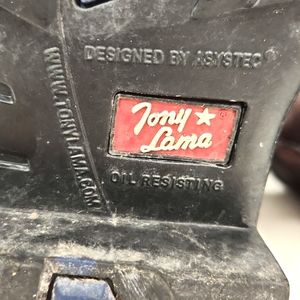 DESIGNED BY ASYSTEC
WWW.TONYLAMA.COM
Tony ★ ®
Lama
OIL RESISTING